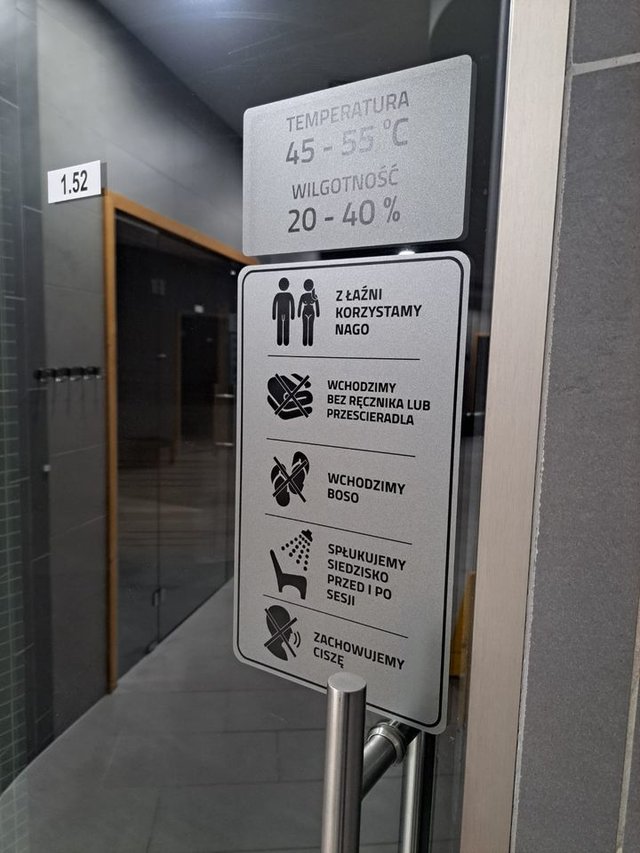 1.52
TEMPERATURA
45 - 55 °C
WILGOTNOŚĆ
20 - 40 %
Z ŁAŹNI
KORZYSTAMY
NAGO
WCHODZIMY
BEZ RĘCZNIKA LUB
PRZESCIERADLA
WCHODZIMY
BOSO
SPŁUKUJEMY
SIEDZISKO
PRZED I PO
SESJI
ZACHOWUJEMY
CISZĘ